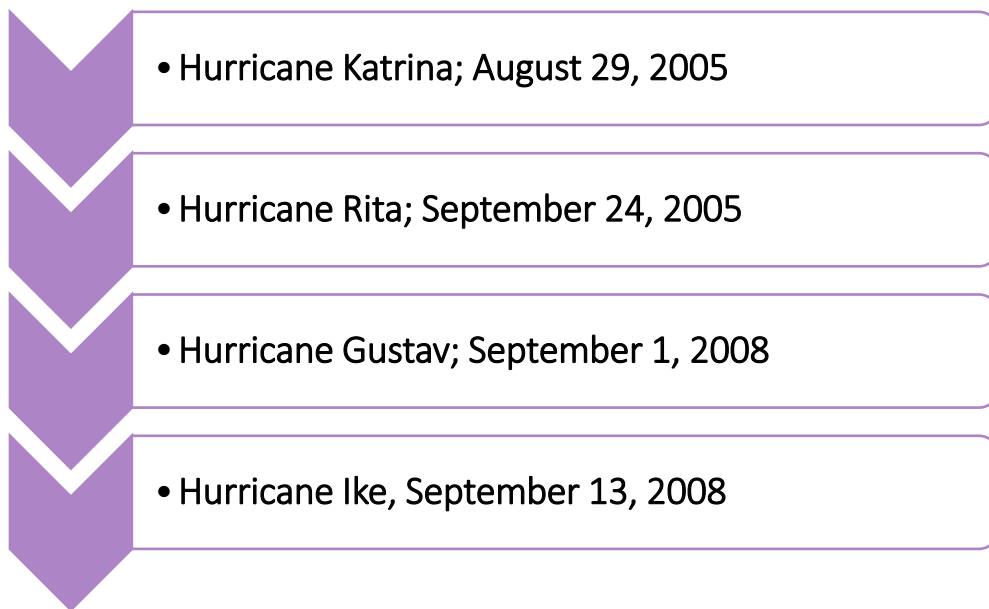 • Hurricane Katrina; August 29, 2005
• Hurricane Rita; September 24, 2005
• Hurricane Gustav; September 1, 2008
• Hurricane Ike, September 13, 2008